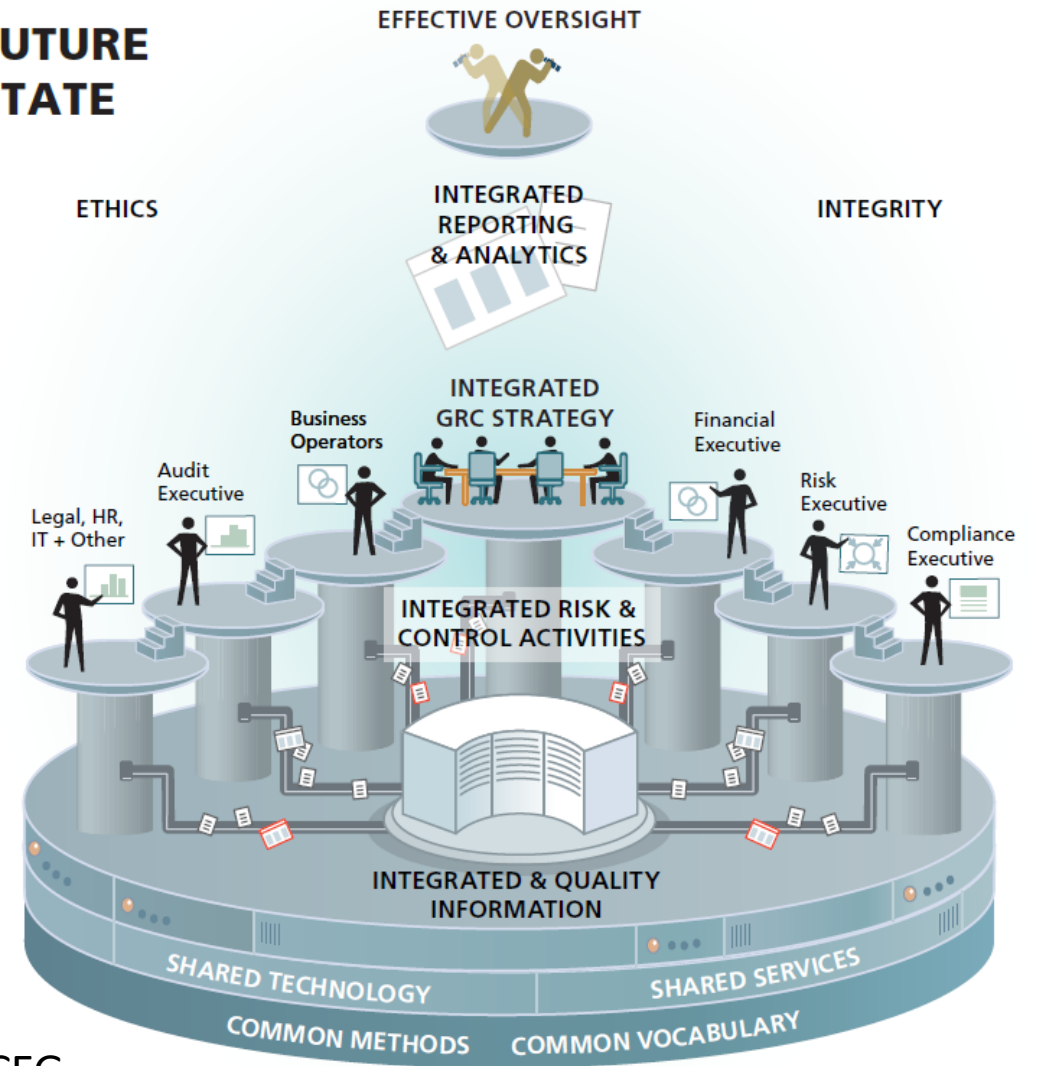 EFFECTIVE OVERSIGHT
UTURE
TATE
ETHICS
INTEGRATED
REPORTING
& ANALYTICS
INTEGRITY
INTEGRATED
GRC STRATEGY
Business
Operators
Financial
Executive
Audit
Executive
Risk
Executive
Legal, HR,
IT + Other
Compliance
Executive
INTEGRATED RISK &
CONTROL ACTIVITIES
INTEGRATED & QUALITY
INFORMATION
SHARED TECHNOLOGY
SHARED SERVICES
COMMON METHODS
COMMON VOCABULARY